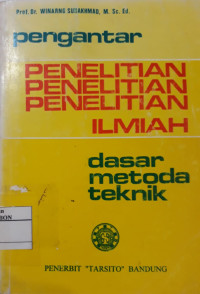 Prof. Dr. WINARNO SURAKHMAD, M. Sc. Ed.
pengantar
PENELITIAN
PENELITIAN
PENELITIAN
ILMIAH
dasar
metoda
teknik
PENERBIT "TARSITO" BANDUNG